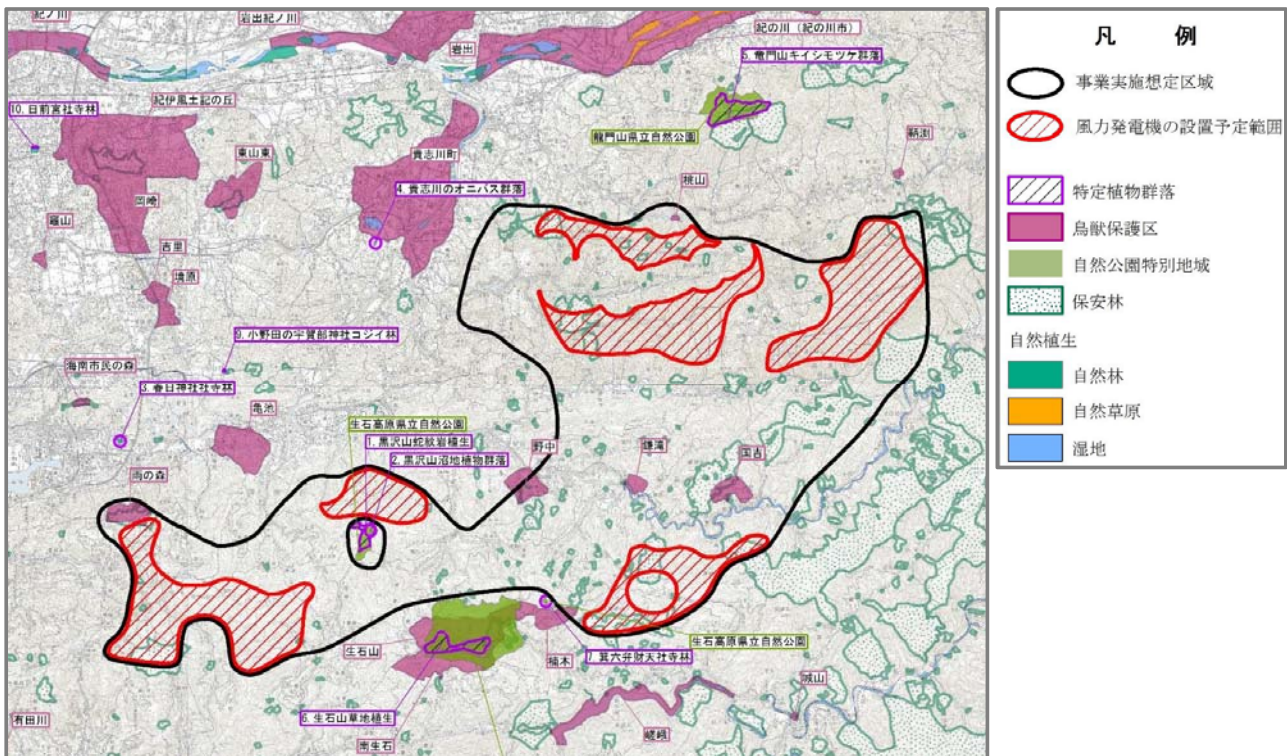 紀ノ川
岩出紀ノ川
岩出
紀の川（紀の川市）
5. 竜門山キイシモツケ群落
10. 日前宮社寺林
紀伊風土記の丘
東山東
貴志川町
龍門山県立自然公園
鞆渕
桃山
岡崎
4. 貴志川のオニバス群落
竈山
吉里
境原
9. 小野田の宇賀部神社コジイ林
海南市民の森
3. 春日神社社寺林
亀池
生石高原県立自然公園
1. 黒沢山蛇紋岩植生
2. 黒沢山沼地植物群落
野中
鎌滝
国吉
雨の森
生石山
楠木
生石高原県立自然公園
7. 箕六弁財天社寺林
城山
6. 生石山草地植生
有田川
南生石
嵯峨
凡 例
事業実施想定区域
風力発電機の設置予定範囲
特定植物群落
鳥獣保護区
自然公園特別地域
保安林
自然植生
自然林
自然草原
湿地